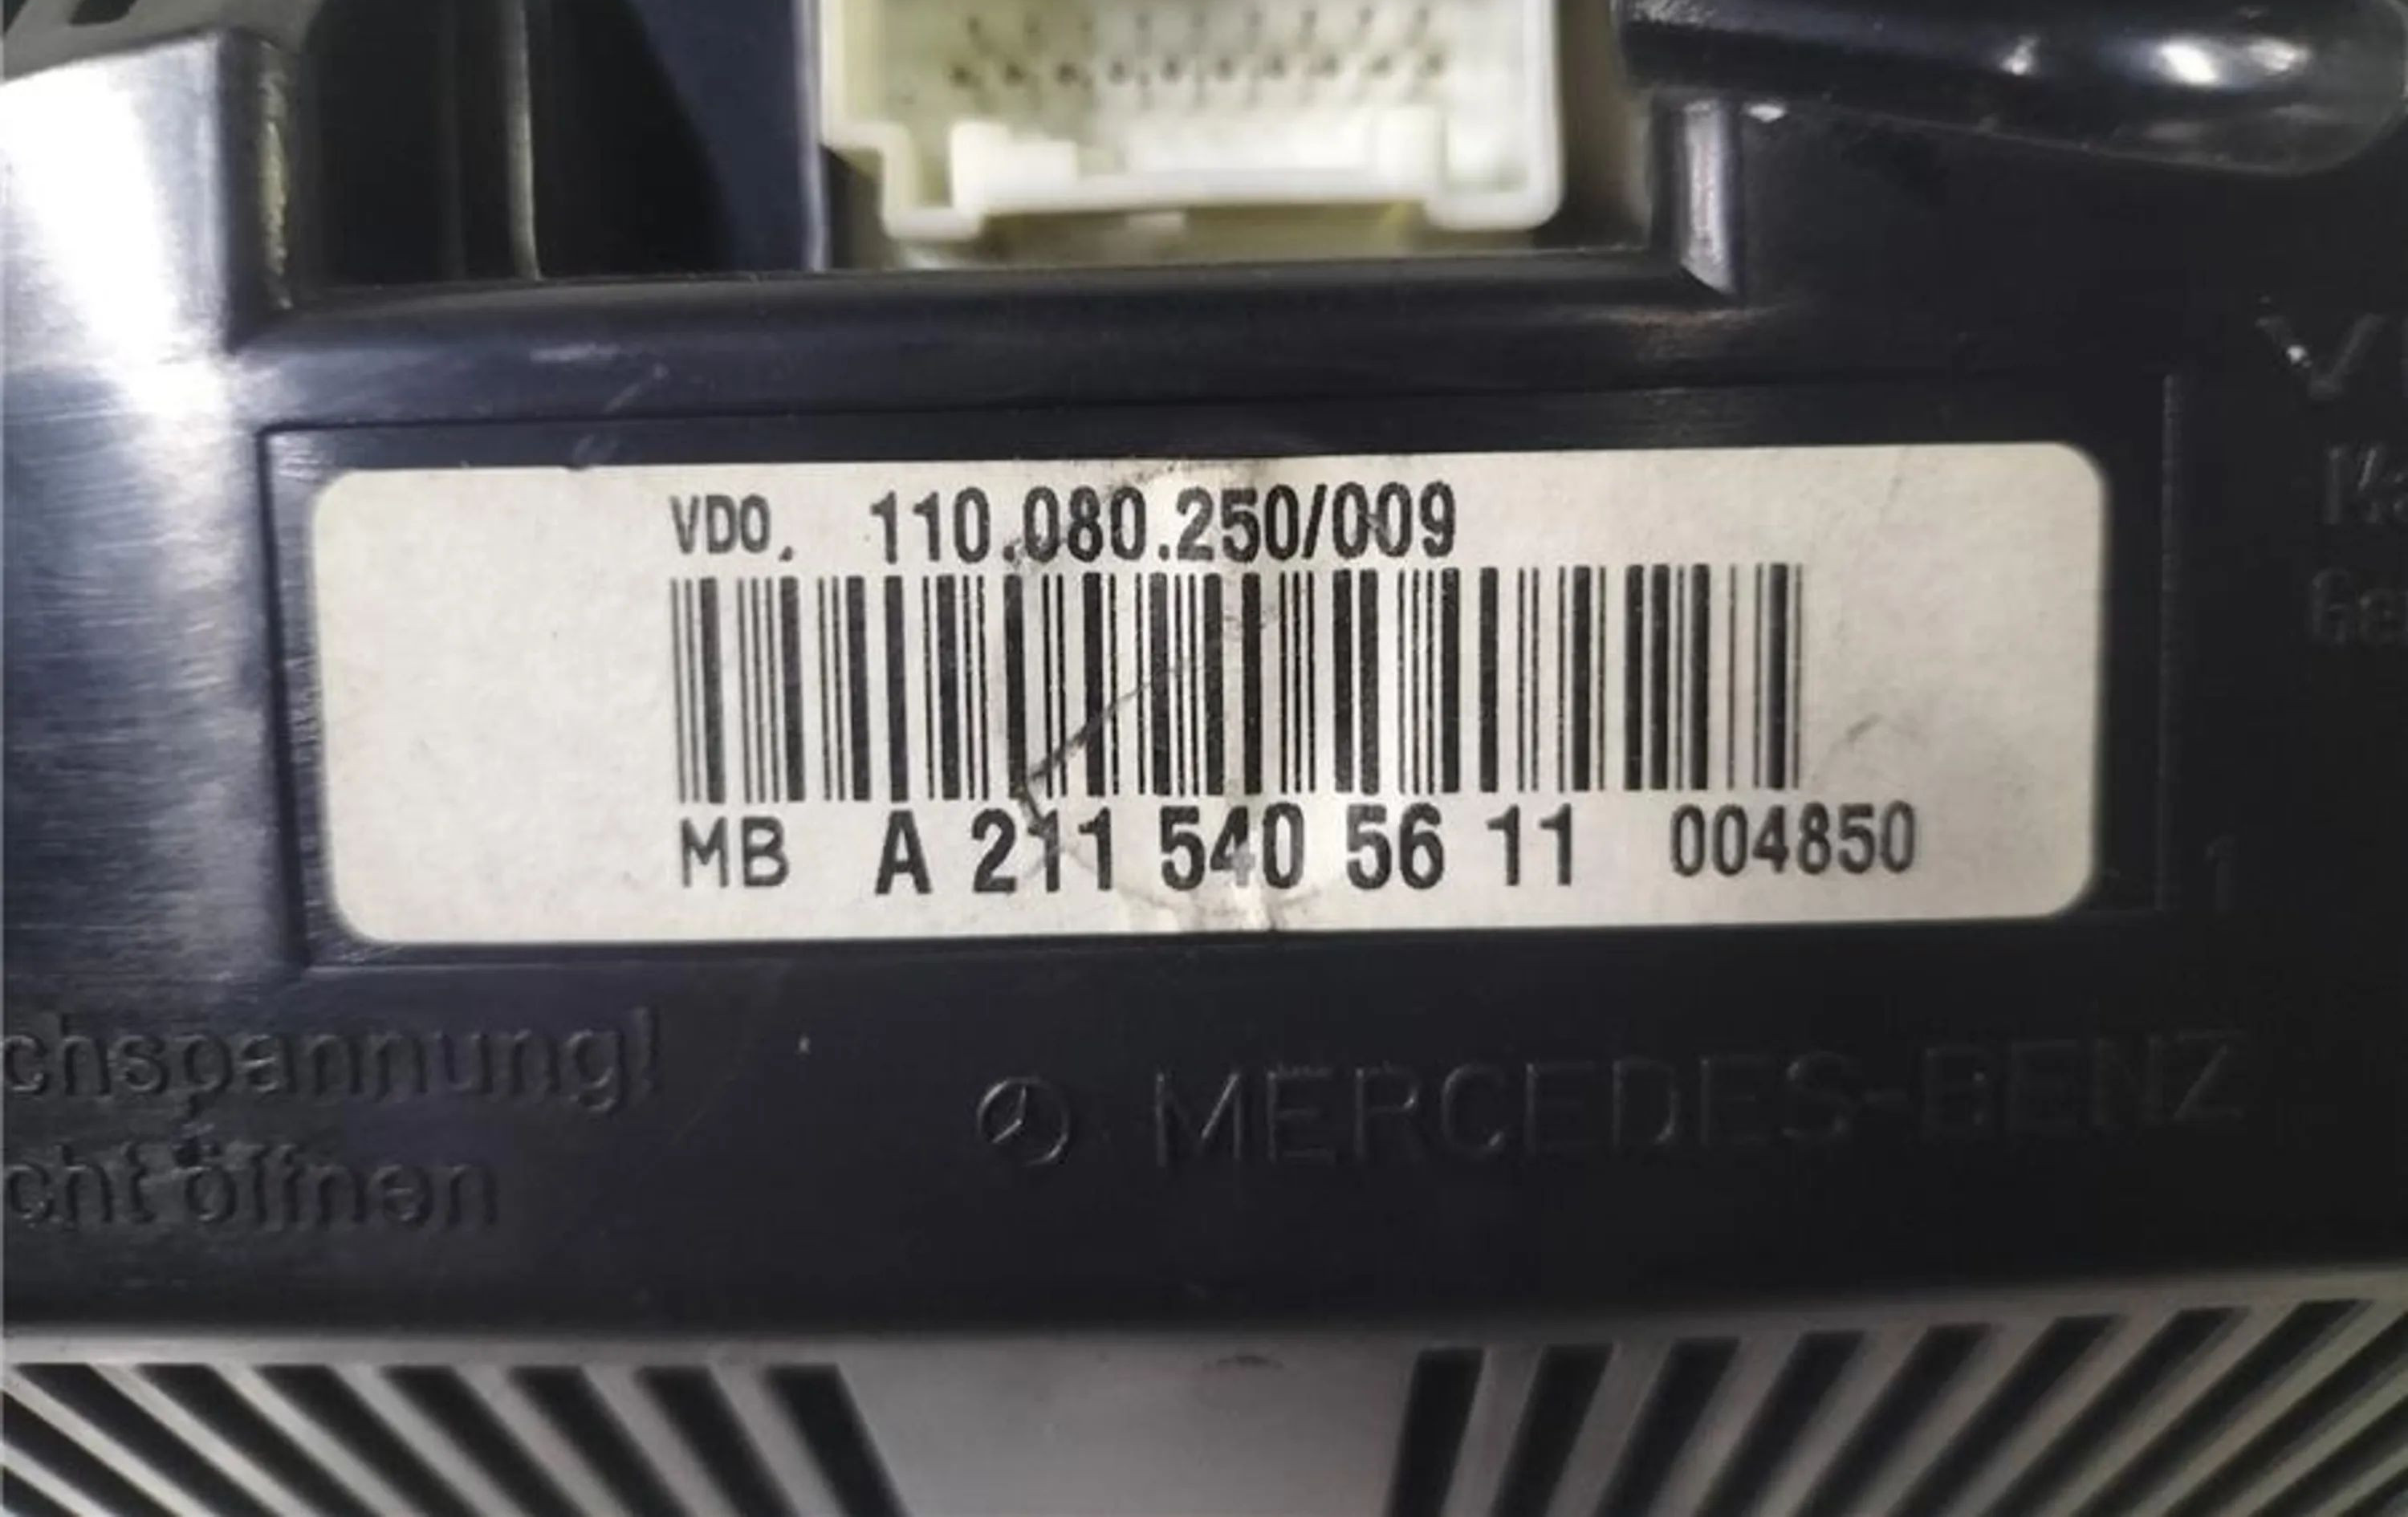 VDO. 110.080.250/009
MB A 211 540 56 11 004850
chspannung!
cht öffnen
MERCEDES-BENZ